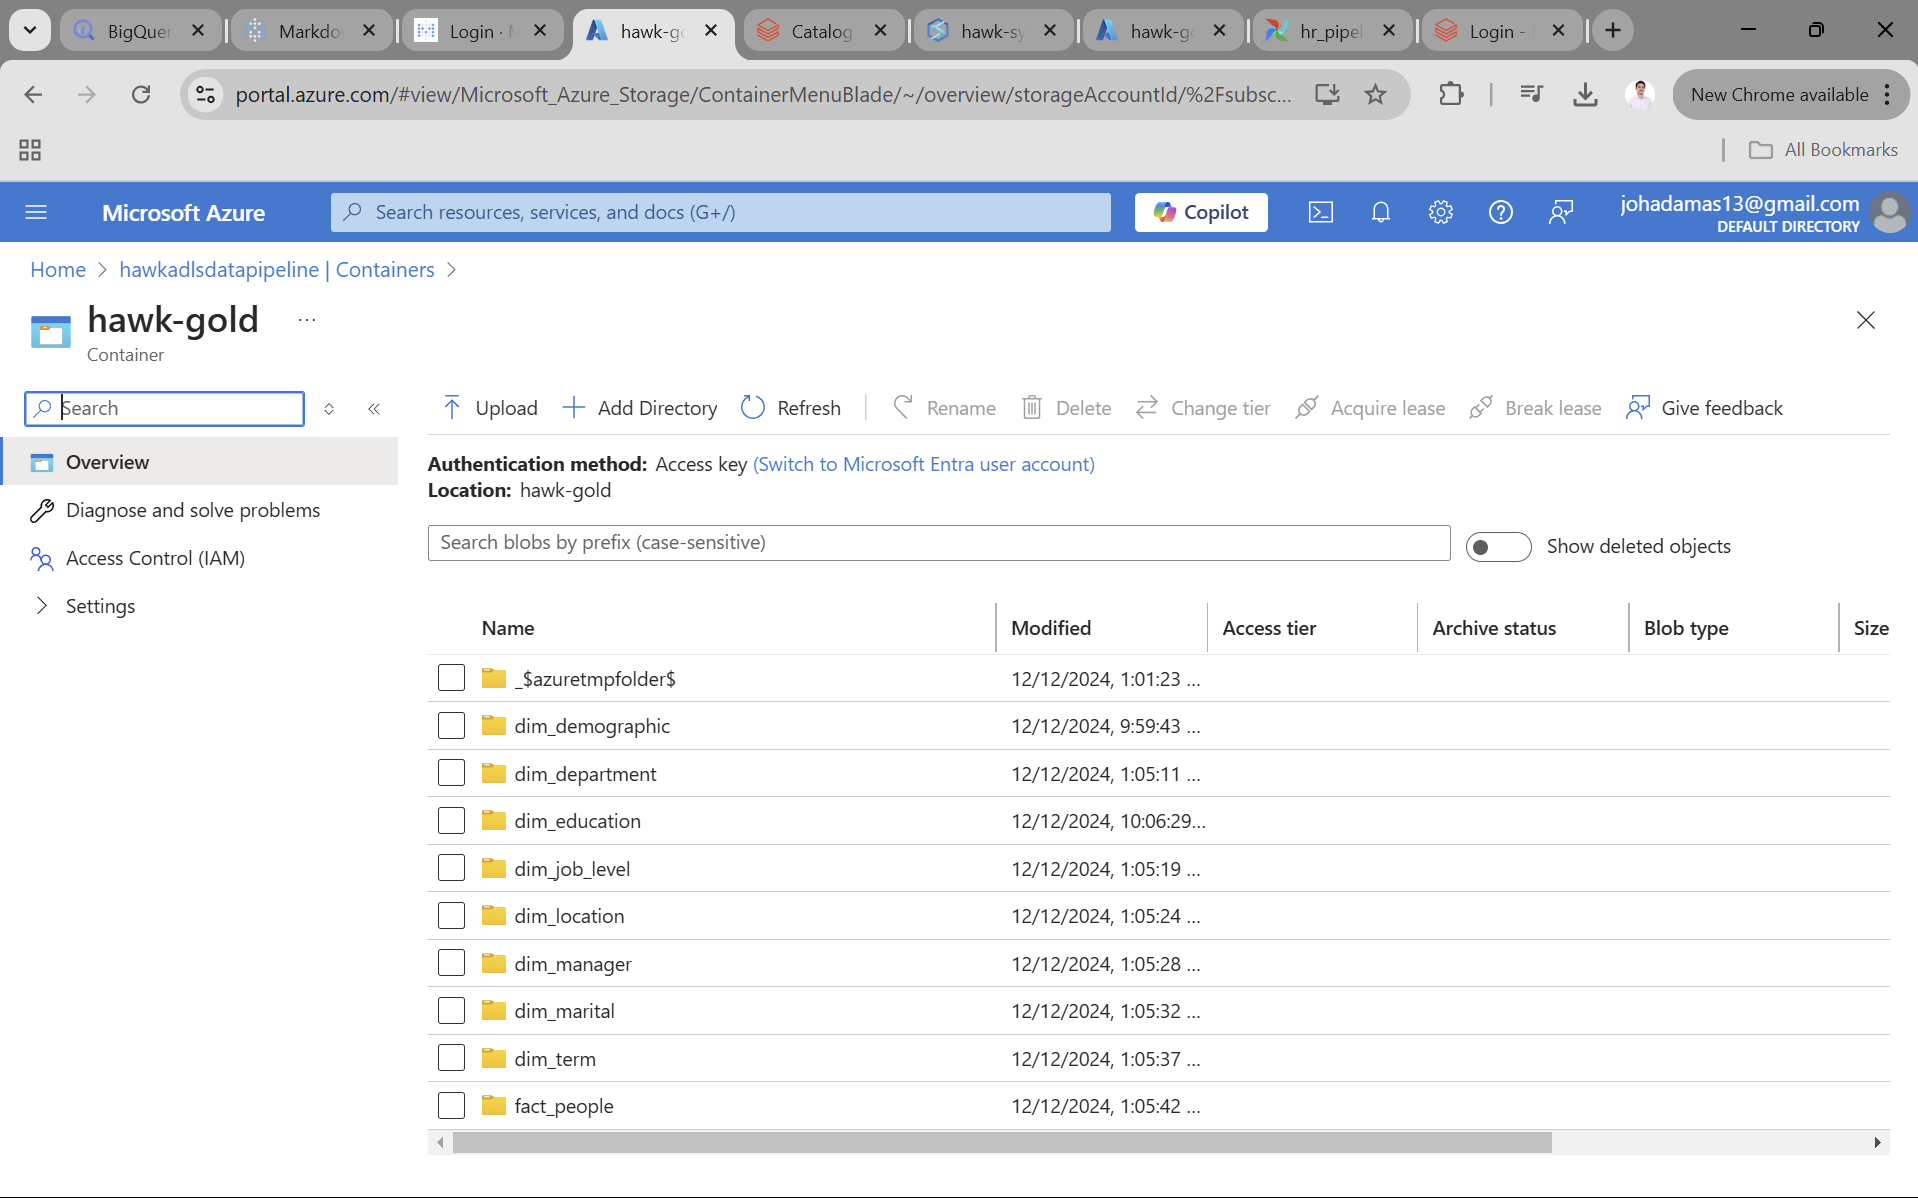 BigQuer
Markdo
Login ·
hawk-g
Catalog
hawk-sy
hawk-g
hr_pipel
Login -
portal.azure.com/#view/Microsoft_Azure_Storage/ContainerMenuBlade/~/overview/storageAccountId/%2Fsubsc...
New Chrome available
All Bookmarks
Microsoft Azure
Search resources, services, and docs (G+/)
Copilot
johadamas13@gmail.com
DEFAULT DIRECTORY
Home > hawkadlsdatapipeline | Containers >
hawk-gold ...
Container
Search
Upload
Add Directory
Refresh
Rename
Delete
Change tier
Acquire lease
Break lease
Give feedback
Overview
Diagnose and solve problems
Access Control (IAM)
Settings
Authentication method: Access key (Switch to Microsoft Entra user account)
Location: hawk-gold
Search blobs by prefix (case-sensitive)
Show deleted objects
Name Modified Access tier Archive status Blob type Size
_$azuretmpfolder$ 12/12/2024, 1:01:23 ...
dim_demographic 12/12/2024, 9:59:43 ...
dim_department 12/12/2024, 1:05:11 ...
dim_education 12/12/2024, 10:06:29...
dim_job_level 12/12/2024, 1:05:19 ...
dim_location 12/12/2024, 1:05:24 ...
dim_manager 12/12/2024, 1:05:28 ...
dim_marital 12/12/2024, 1:05:32 ...
dim_term 12/12/2024, 1:05:37 ...
fact_people 12/12/2024, 1:05:42 ...